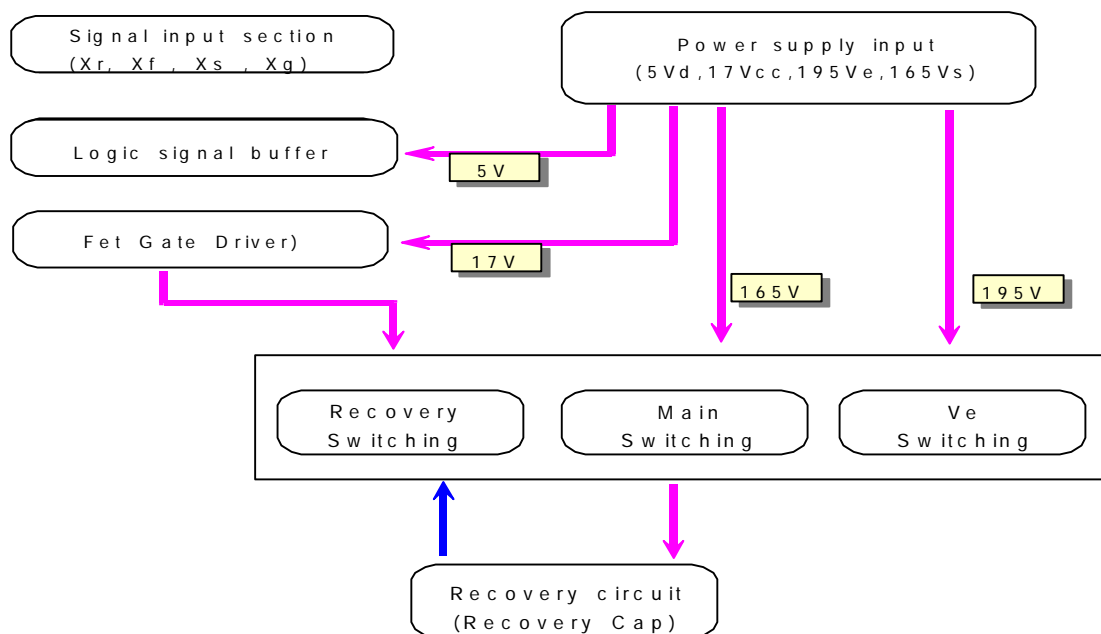 Signal input section
(Xr, Xf , Xs , Xg)
Power supply input
(5Vd,17Vcc,195Ve,165Vs)
Logic signal buffer
5V
Fet Gate Driver)
17V
165V
195V
Recovery
Switching
Main
Switching
Ve
Switching
Recovery circuit
(Recovery Cap)